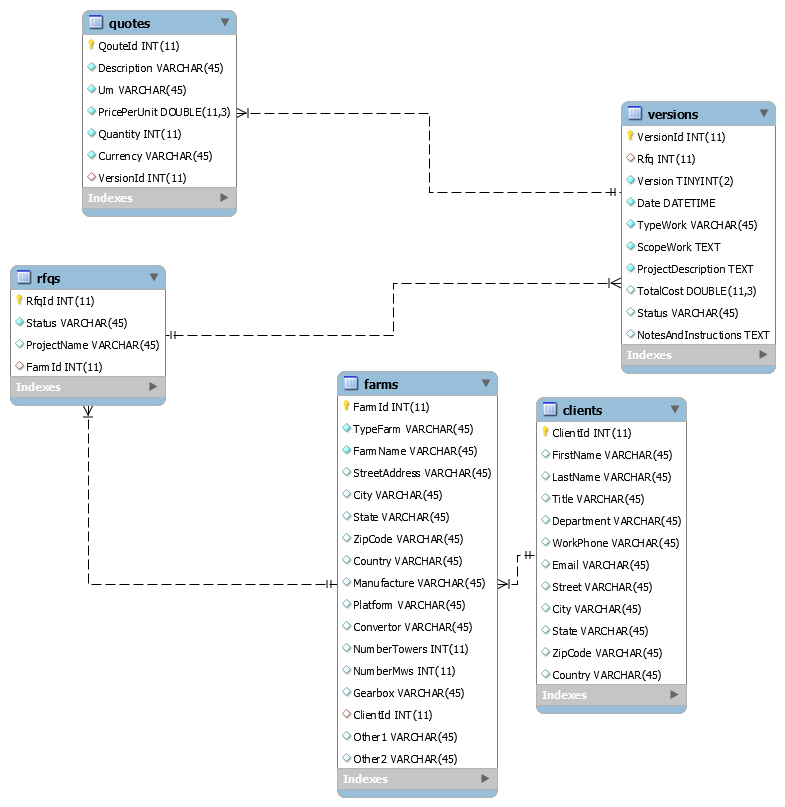 quotes
QouteId INT(11)
Description VARCHAR(45)
Um VARCHAR(45)
PricePerUnit DOUBLE(11,3)
Quantity INT(11)
Currency VARCHAR(45)
VersionId INT(11)
Indexes
versions
VersionId INT(11)
Rfq INT(11)
Version TINYINT(2)
Date DATETIME
TypeWork VARCHAR(45)
ScopeWork TEXT
ProjectDescription TEXT
TotalCost DOUBLE(11,3)
Status VARCHAR(45)
NotesAndInstructions TEXT
Indexes
rfqs
RfqId INT(11)
Status VARCHAR(45)
ProjectName VARCHAR(45)
FarmId INT(11)
Indexes
farms
FarmId INT(11)
TypeFarm VARCHAR(45)
FarmName VARCHAR(45)
StreetAddress VARCHAR(45)
City VARCHAR(45)
State VARCHAR(45)
ZipCode VARCHAR(45)
Country VARCHAR(45)
Manufacture VARCHAR(45)
Platform VARCHAR(45)
Convertor VARCHAR(45)
NumberTowers INT(11)
NumberMws INT(11)
Gearbox VARCHAR(45)
ClientId INT(11)
Other1 VARCHAR(45)
Other2 VARCHAR(45)
Indexes
clients
ClientId INT(11)
FirstName VARCHAR(45)
LastName VARCHAR(45)
Title VARCHAR(45)
Department VARCHAR(45)
WorkPhone VARCHAR(45)
Email VARCHAR(45)
Street VARCHAR(45)
City VARCHAR(45)
State VARCHAR(45)
ZipCode VARCHAR(45)
Country VARCHAR(45)
Indexes